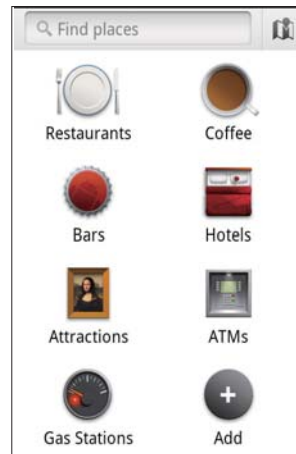 Find places
Restaurants
Coffee
Bars
Hotels
Attractions
ATMs
Gas Stations
Add